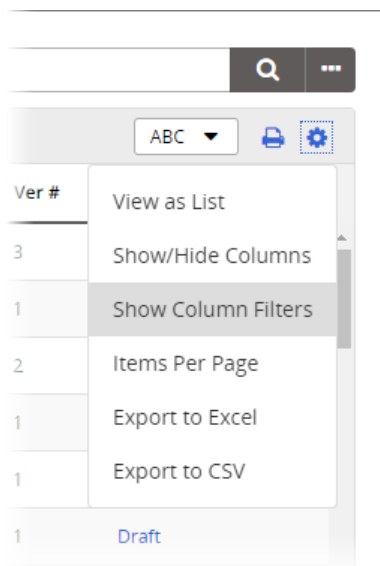 ABC
Ver #
View as List
3
Show/Hide Columns
1
Show Column Filters
2
Items Per Page
1
Export to Excel
1
Export to CSV
1
Draft